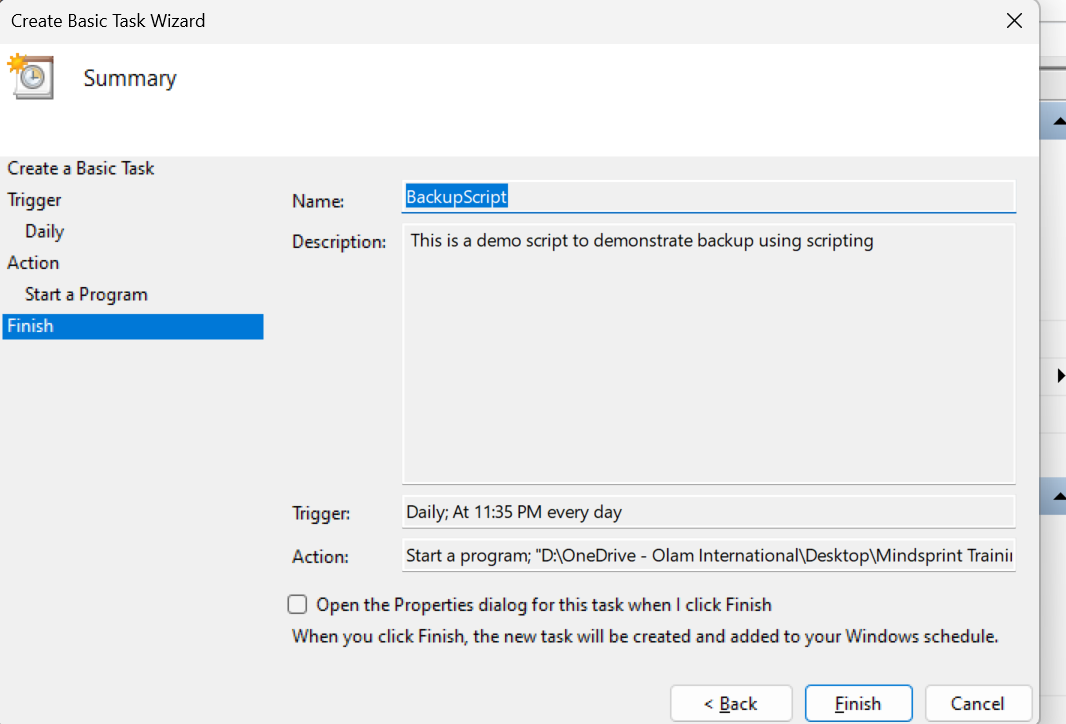 Create Basic Task Wizard
Summary
Create a Basic Task
Trigger
Daily
Action
Start a Program
Finish
Name:
BackupScript
Description:
This is a demo script to demonstrate backup using scripting
Trigger:
Daily; At 11:35 PM every day
Action:
Start a program; "D:\OneDrive - Olam International\Desktop\Mindsprint
Open the Properties dialog for this task when I click Finish
When you click Finish, the new task will be created and added to your Windows schedule.
< Back
Finish
Cancel